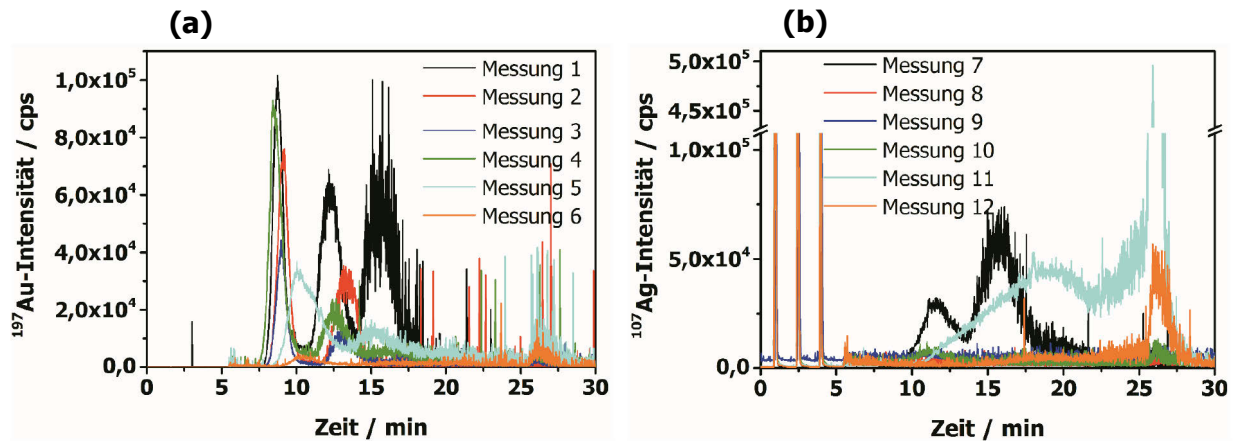 (a)
¹⁹⁷Au-Intensität / cps
1,0x10⁵
8,0x10⁴
6,0x10⁴
4,0x10⁴
2,0x10⁴
0,0
0 5 10 15 20 25 30
Zeit / min
Messung 1
Messung 2
Messung 3
Messung 4
Messung 5
Messung 6
(b)
¹⁰⁷Ag-Intensität / cps
5,0x10⁵
4,5x10⁵
1,0x10⁵
5,0x10⁴
0,0
0 5 10 15 20 25 30
Zeit / min
Messung 7
Messung 8
Messung 9
Messung 10
Messung 11
Messung 12